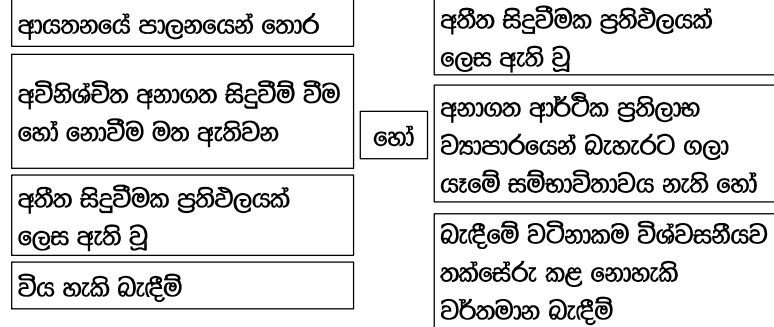 ආයතනයේ පාලනයෙන් තොර
අවිනිශ්චිත අනාගත සිදුවීම් වීම
හෝ නොවීම මත ඇතිවන
අතීත සිදුවීමක ප්‍රතිඵලයක්
ලෙස ඇති වූ
විය හැකි බැඳීම්
හෝ
අතීත සිදුවීමක ප්‍රතිඵලයක්
ලෙස ඇති වූ
අනාගත ආර්ථික ප්‍රතිලාභ
ව්‍යාපාරයෙන් බැහැරට ගලා
යෑමේ සම්භාවිතාවය නැති හෝ
බැඳීමේ වටිනාකම විශ්වසනීයව
තක්සේරු කළ නොහැකි
වර්තමාන බැඳීම්